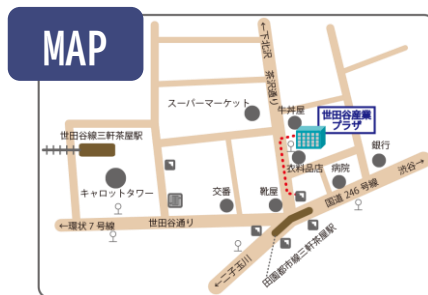 MAP
←下北沢
茶沢通り
スーパーマーケット
牛丼屋
世田谷産業
プラザ
世田谷線三軒茶屋駅
衣料品店
病院
銀行
キャロットタワー
交番
靴屋
渋谷→
国道246号線
世田谷通り
←環状7号線
←二子玉川
田園都市線三軒茶屋駅